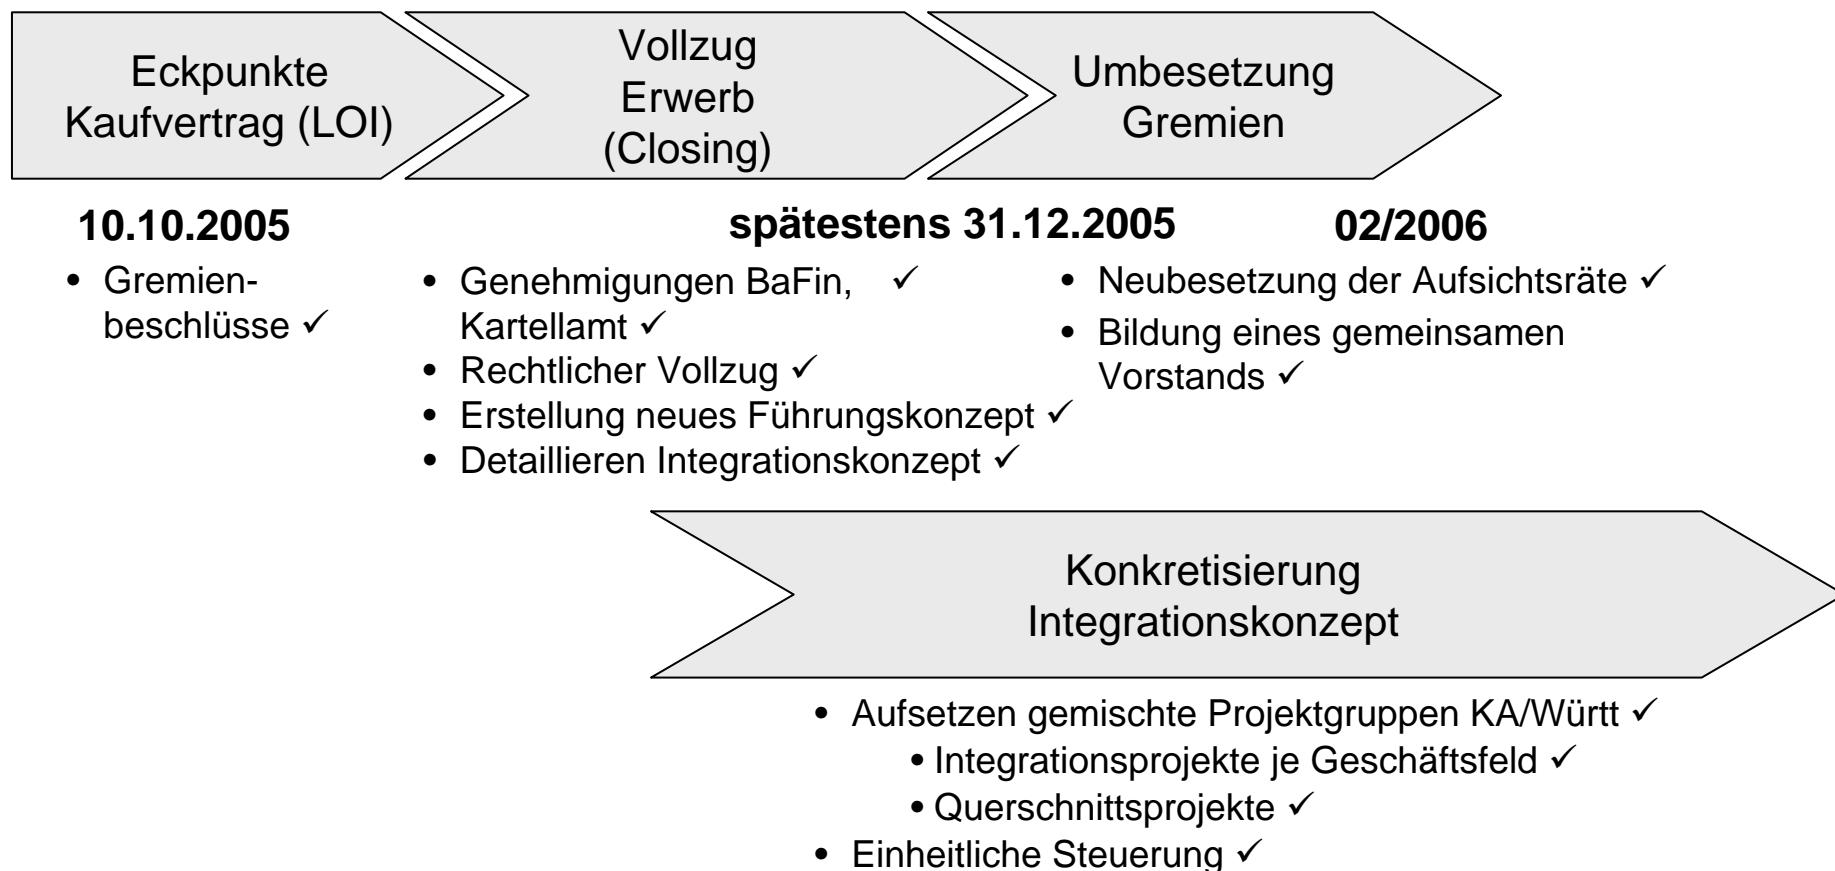 Eckpunkte
Kaufvertrag (LOI)
Vollzug
Erwerb
(Closing)
Umbesetzung
Gremien
10.10.2005
• Gremien-
beschlüsse ✓
spätestens 31.12.2005
• Genehmigungen BaFin, ✓
Kartellamt ✓
• Rechtlicher Vollzug ✓
• Erstellung neues Führungskonzept ✓
• Detaillieren Integrationskonzept ✓
02/2006
• Neubesetzung der Aufsichtsräte ✓
• Bildung eines gemeinsamen
Vorstands ✓
Konkretisierung
Integrationskonzept
• Aufsetzen gemischte Projektgruppen KA/Württ ✓
• Integrationsprojekte je Geschäftsfeld ✓
• Querschnittsprojekte ✓
• Einheitliche Steuerung ✓